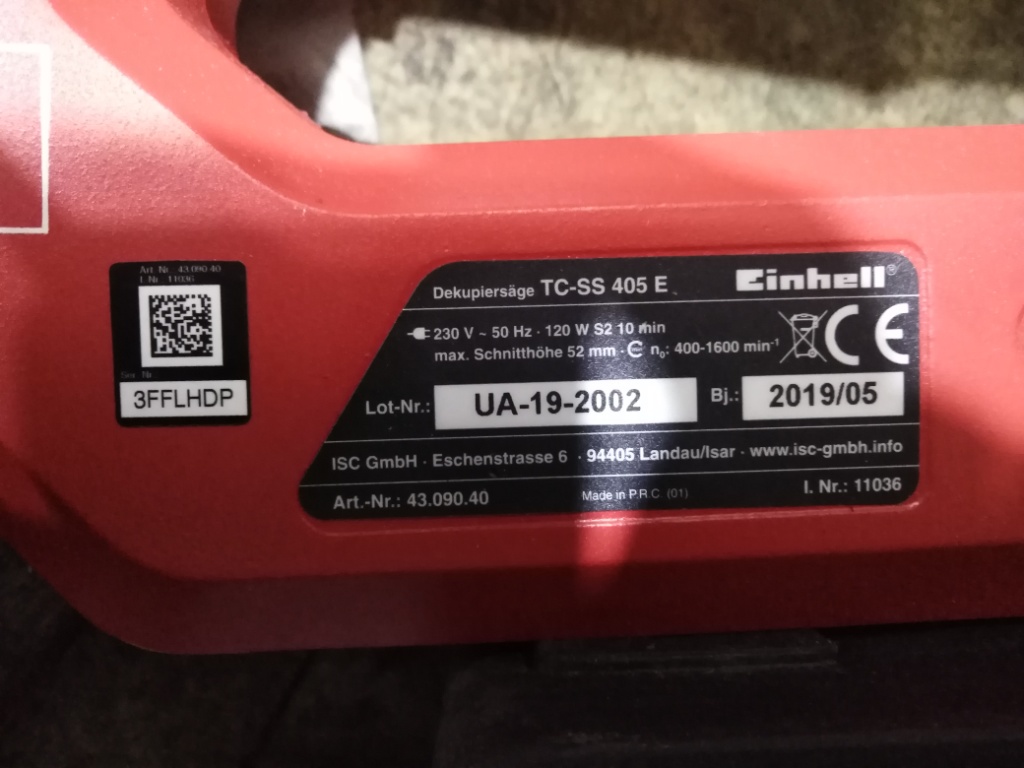 Art. Nr. 43.090.40
I. Nr. 11036
Ser. Nr.
3FFLHDP
Dekupiersäge TC-SS 405 E
Einhell®
230 V ~ 50 Hz · 120 W S2 10 min
max. Schnitthöhe 52 mm · n₀: 400-1600 min⁻¹
CE
Lot-Nr.: UA-19-2002 Bj.: 2019/05
ISC GmbH · Eschenstrasse 6 · 94405 Landau/Isar · www.isc-gmbh.info
Art.-Nr.: 43.090.40 Made in P.R.C. (01) I. Nr.: 11036